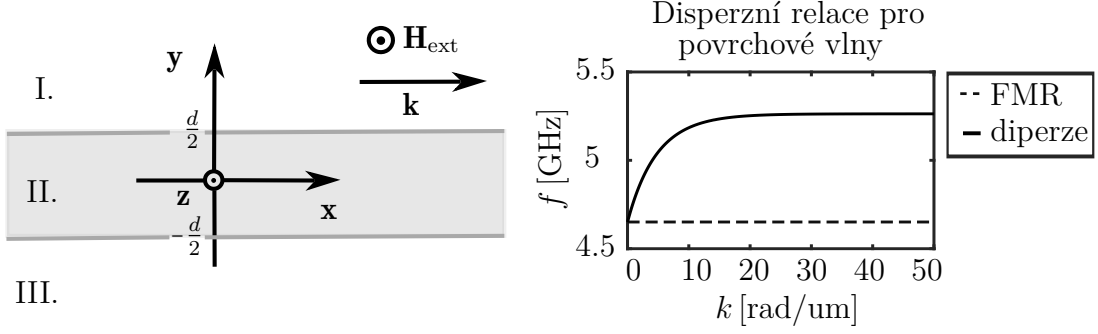 I.
II.
III.
y
x
z
d/2
-d/2
H_ext
k
Disperzní relace pro
povrchové vlny
5.5
5
4.5
f [GHz]
0 10 20 30 40 50
k [rad/um]
FMR
diperze